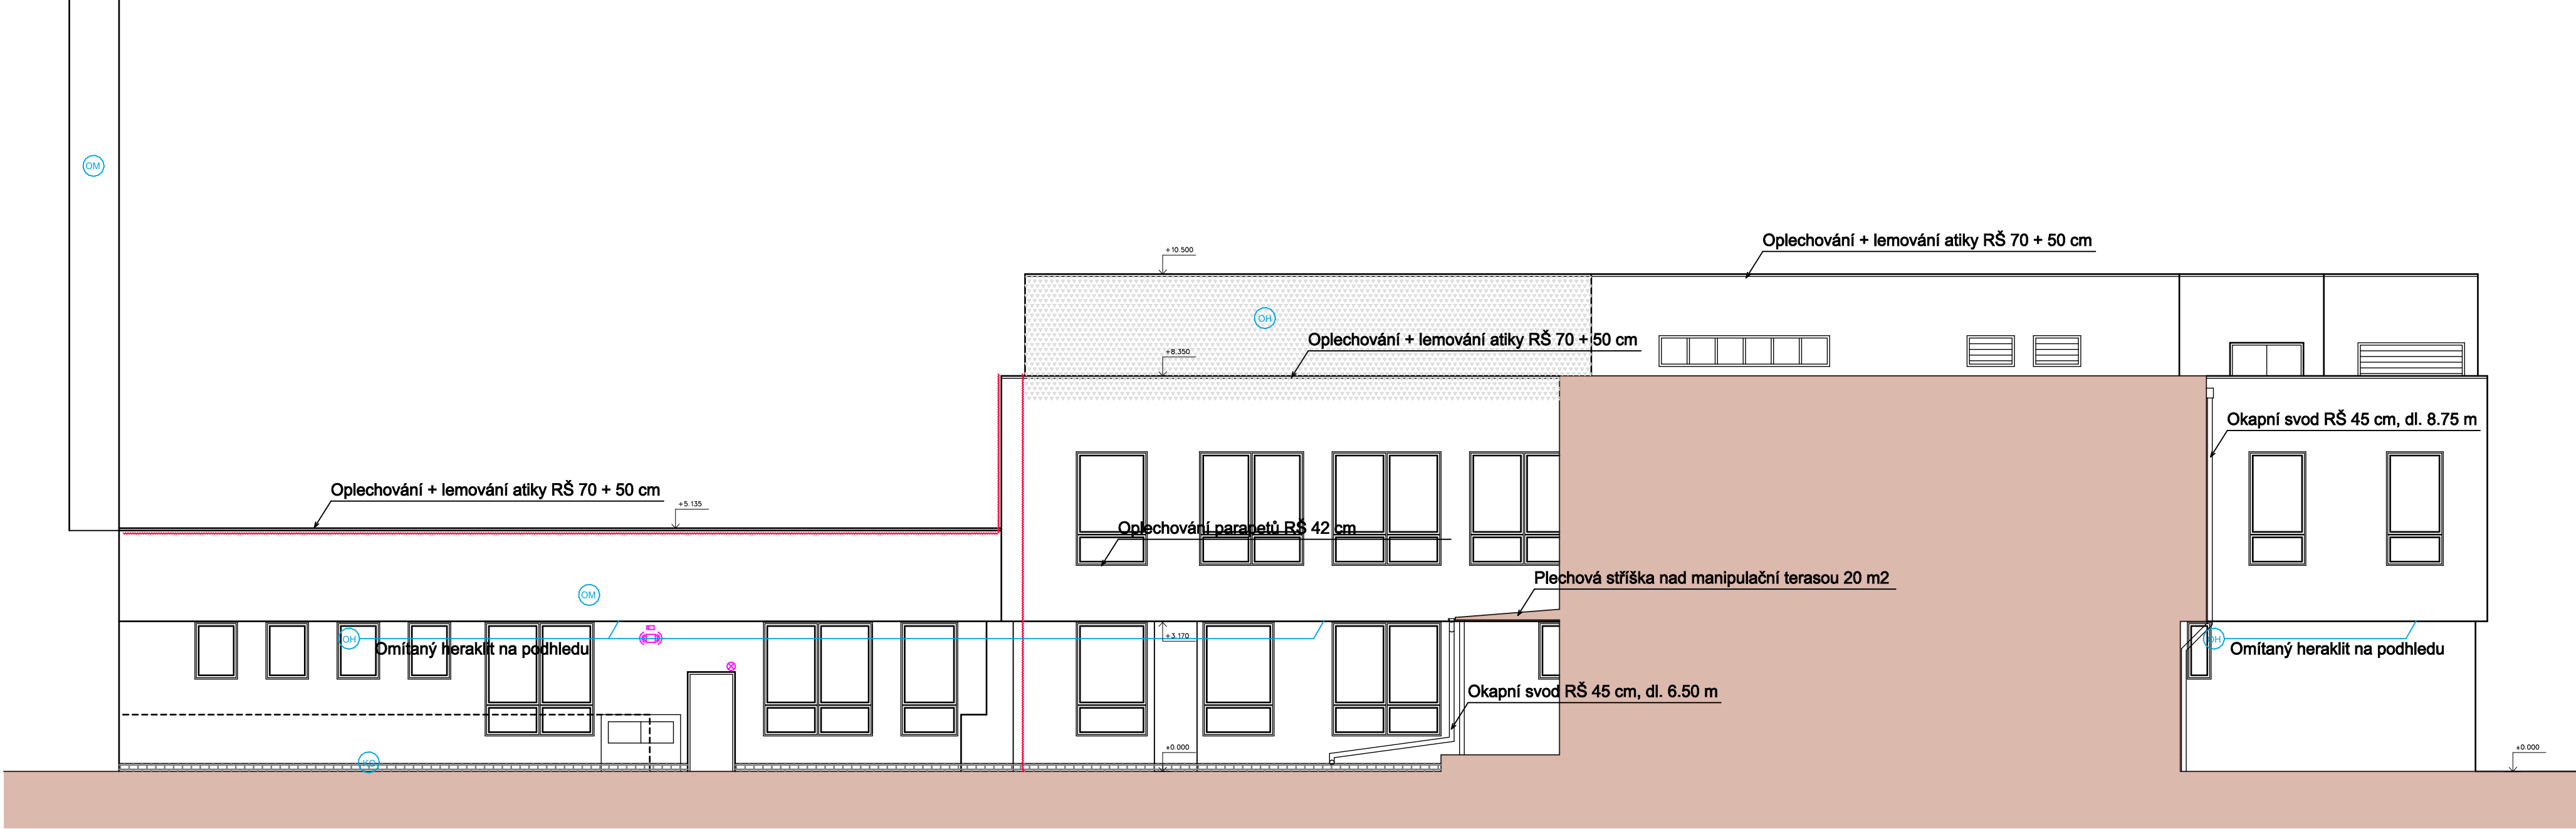 OM
Oplechování + lemování atiky RŠ 70 + 50 cm
+10.500
OH
Oplechování + lemování atiky RŠ 70 + 50 cm
+8,350
Okapní svod RŠ 45 cm, dl. 8.75 m
Oplechování + lemování atiky RŠ 70 + 50 cm
+5.135
Oplechování parapetů RŠ 42 cm
Plechová stříška nad manipulační terasou 20 m2
OM
OH
Omítaný heraklit na podhledu
+3.170
OH
Omítaný heraklit na podhledu
Okapní svod RŠ 45 cm, dl. 6.50 m
±0.000
±0.000
KO